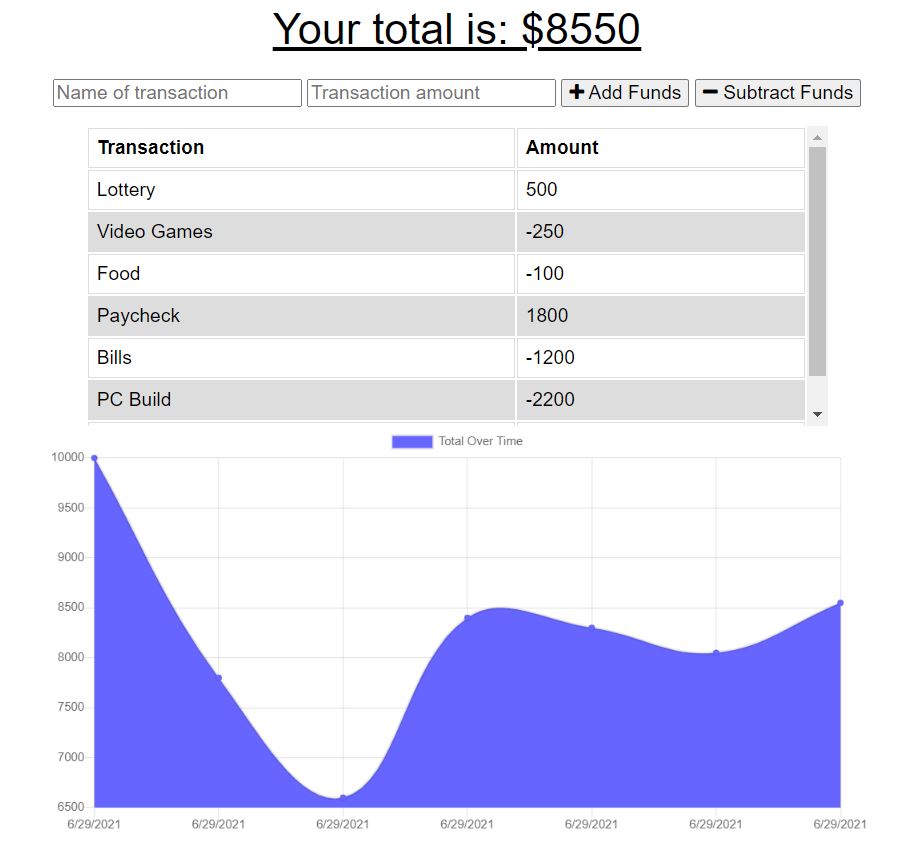 Your total is: $8550
Name of transaction Transaction amount Add Funds Subtract Funds
Transaction Amount
Lottery 500
Video Games -250
Food -100
Paycheck 1800
Bills -1200
PC Build -2200
Total Over Time
10000
9500
9000
8500
8000
7500
7000
6500
6/29/2021 6/29/2021 6/29/2021 6/29/2021 6/29/2021 6/29/2021 6/29/2021